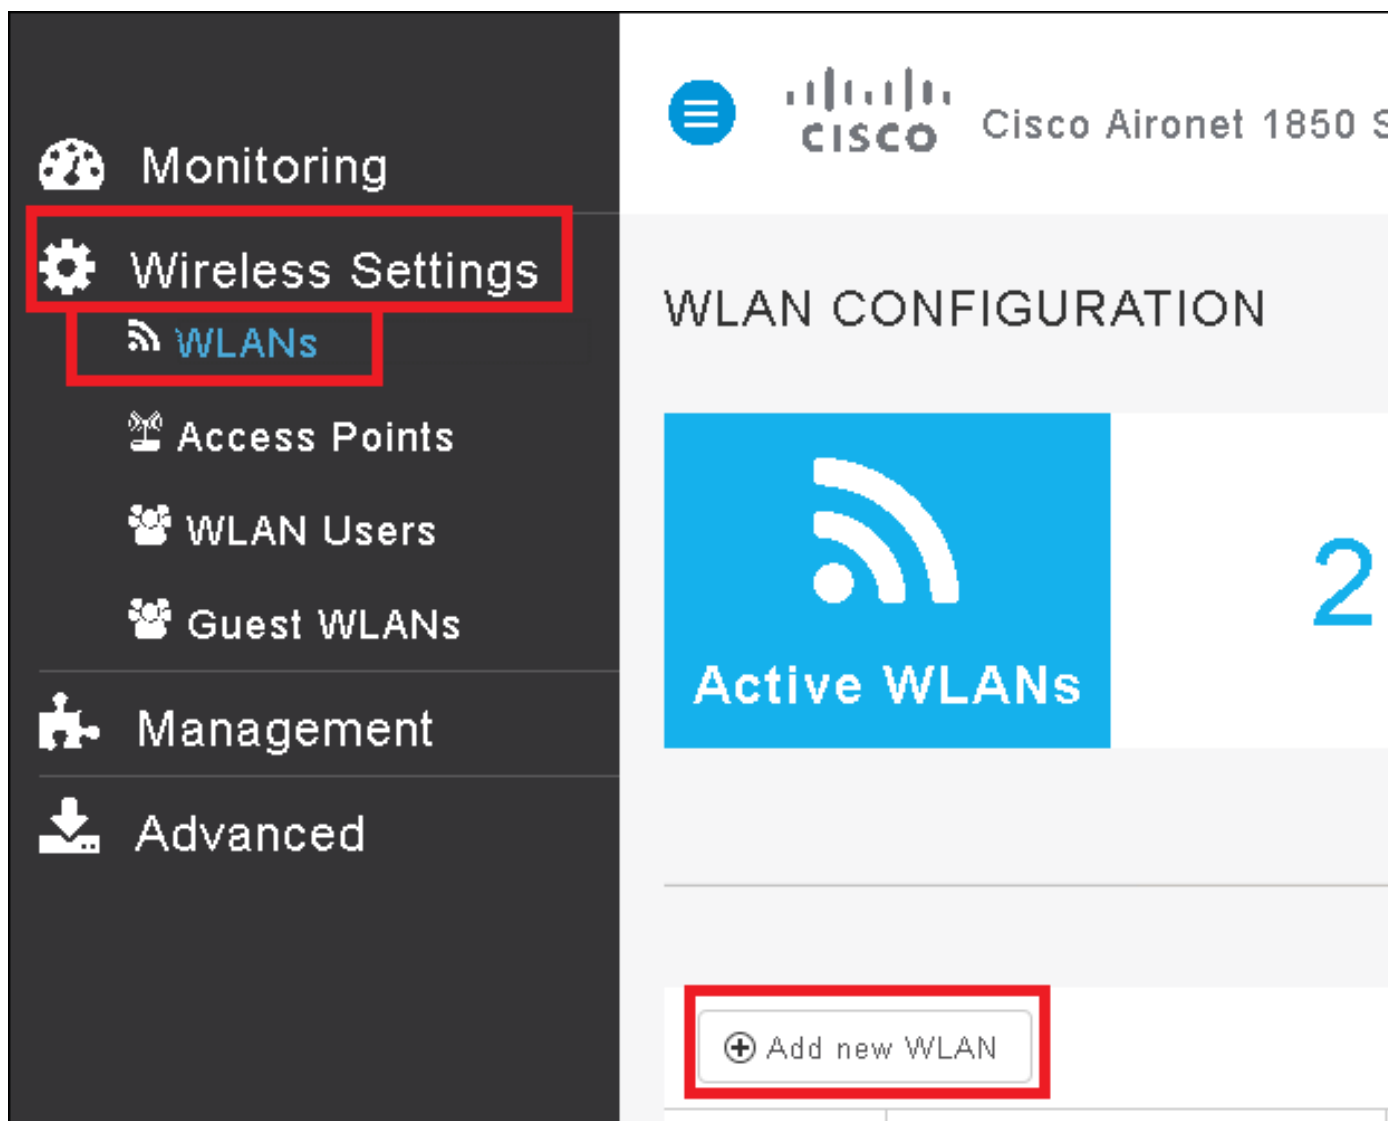 Monitoring
Wireless Settings
WLANs
Access Points
WLAN Users
Guest WLANs
Management
Advanced
CISCO
Cisco Aironet 1850 S
WLAN CONFIGURATION
Active WLANs
2
Add new WLAN